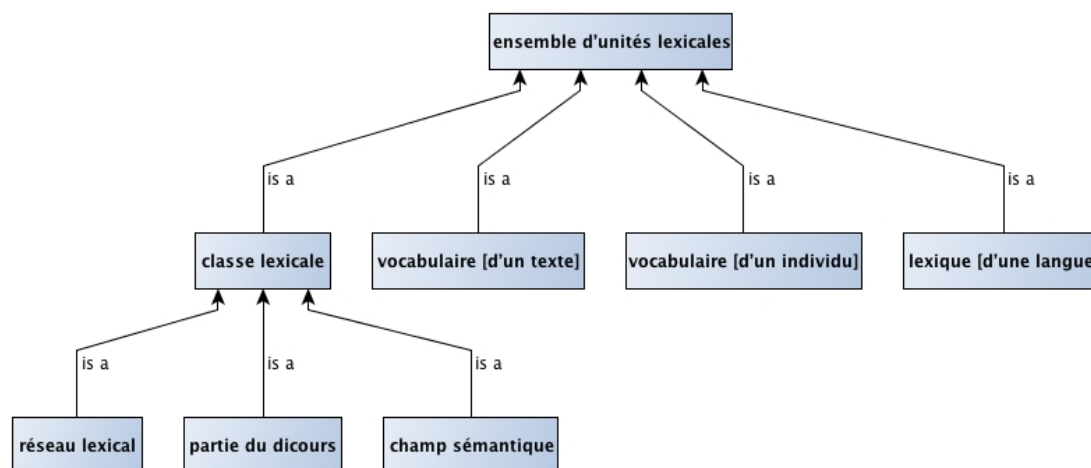 ensemble d'unités lexicales
is a
is a
is a
is a
classe lexicale
vocabulaire [d'un texte]
vocabulaire [d'un individu]
lexique [d'une langue
is a
is a
is a
réseau lexical
partie du dicours
champ sémantique